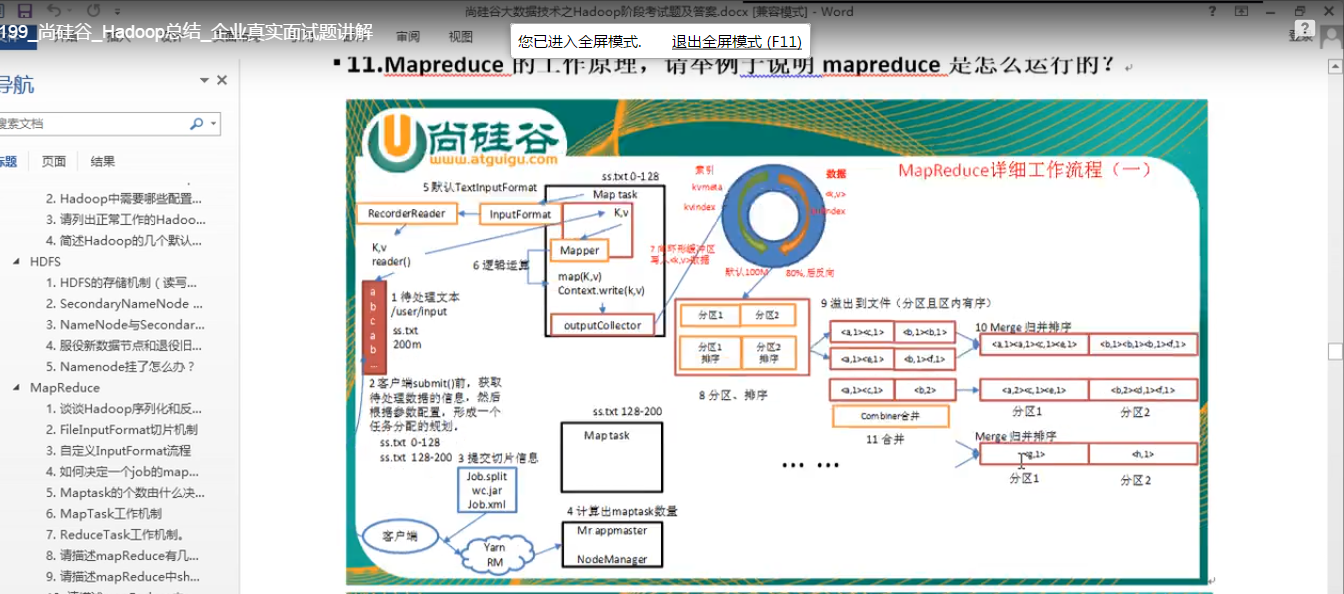 尚硅谷大数据技术之Hadoop阶段考试题及答案.docx [兼容模式] - Word
199_尚硅谷_Hadoop总结_企业真实面试题讲解
审阅
视图
您已进入全屏模式. 退出全屏模式 (F11)
导航
搜索文档
标题 页面 结果
2. Hadoop中需要哪些配置...
3. 请列出正常工作的Hadoo...
4. 简述Hadoop的几个默认...
HDFS
1. HDFS的存储机制（读写...
2. SecondaryNameNode ...
3. NameNode与Secondar...
4. 服役新数据节点和退役旧...
5. Namenode挂了怎么办？
MapReduce
1. 谈谈Hadoop序列化和反...
2. FileInputFormat切片机制
3. 自定义InputFormat流程
4. 如何决定一个job的map...
5. Maptask的个数由什么决...
6. MapTask工作机制
7. ReduceTask工作机制。
8. 请描述mapReduce有几...
9. 请描述mapReduce中sh...
11.Mapreduce 的工作原理，请举例子说明 mapreduce 是怎么运行的？
尚硅谷
www.atguigu.com
MapReduce详细工作流程（一）
5 默认TextInputFormat
RecorderReader
InputFormat
K,v
reader()
ss.txt 0-128
Map task
K,v
Mapper
6 逻辑运算
map(K,v)
Context.write(k,v)
outputCollector
索引
kvmeta
kvindex
数据
<k,v>
7 向环形缓冲区
写入<k,v>数据
默认100M
80%,后反向
a
b
c
a
b
...
1 待处理文本
/user/input
ss.txt
200m
2 客户端submit()前，获取
待处理数据的信息，然后
根据参数配置，形成一个
任务分配的规划。
ss.txt 0-128
ss.txt 128-200
3 提交切片信息
Job.split
wc.jar
Job.xml
客户端
Yarn
RM
4 计算出maptask数量
Mr appmaster
NodeManager
ss.txt 128-200
Map task
分区1 分区2
分区1
排序
分区2
排序
8 分区、排序
9 溢出到文件（分区且区内有序）
<a,1><c,1> <b,1><b,1>
<a,1><e,1> <b,1><f,1>
<a,1><c,1> <b,2>
Combiner合并
11 合并
10 Merge 归并排序
<a,1><a,1><c,1><e,1> <b,1><b,1><b,1><f,1>
<a,2><c,1><e,1> <b,2><d,1><f,1>
分区1 分区2
Merge 归并排序
<g,1> <h,1>
分区1 分区2
... ...